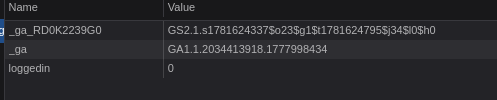 Name Value
_ga_RD0K2239G0 GS2.1.s1781624337$o23$g1$t1781624795$j34$l0$h0
_ga GA1.1.2034413918.1777998434
loggedin 0